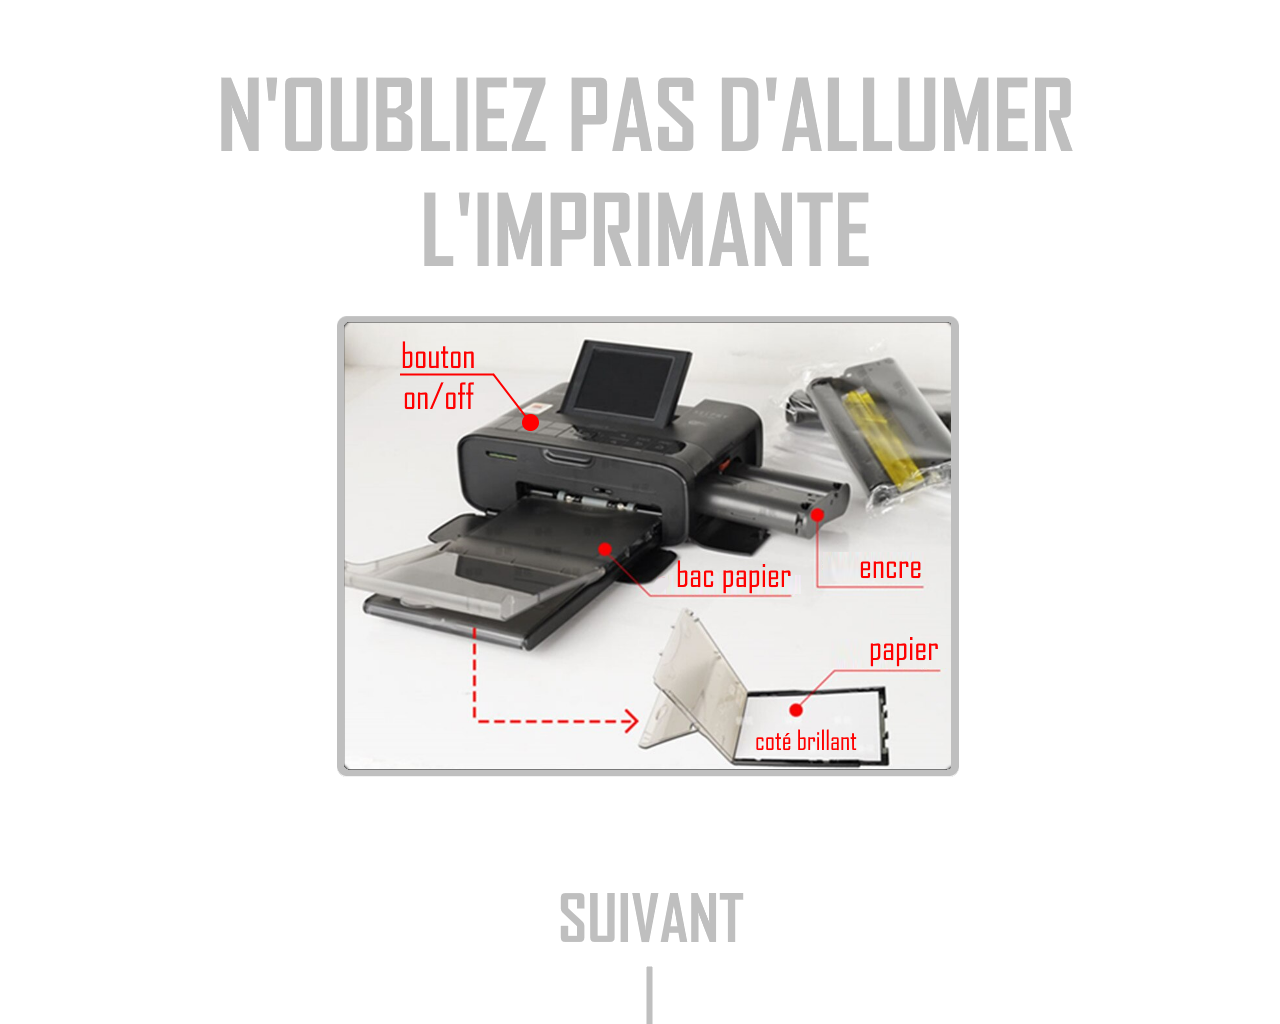 N'OUBLIEZ PAS D'ALLUMER
L'IMPRIMANTE
bouton
on/off
encre
bac papier
papier
coté brillant
SUIVANT